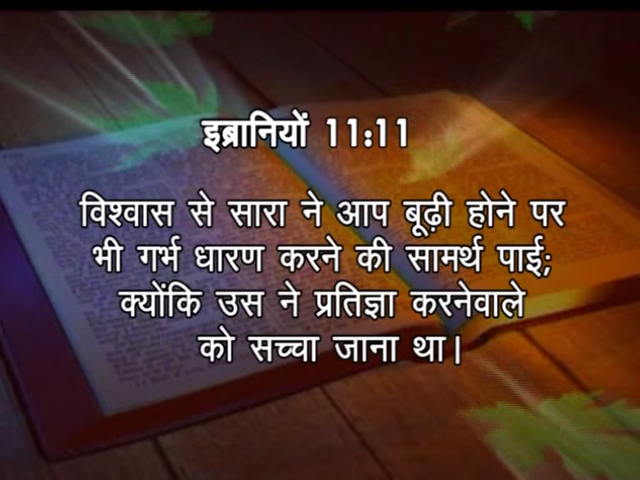 इब्रानियों 11:11
विश्वास से सारा ने आप बूढ़ी होने पर
भी गर्भ धारण करने की सामर्थ पाई;
क्योंकि उस ने प्रतिज्ञा करनेवाले
को सच्चा जाना था।